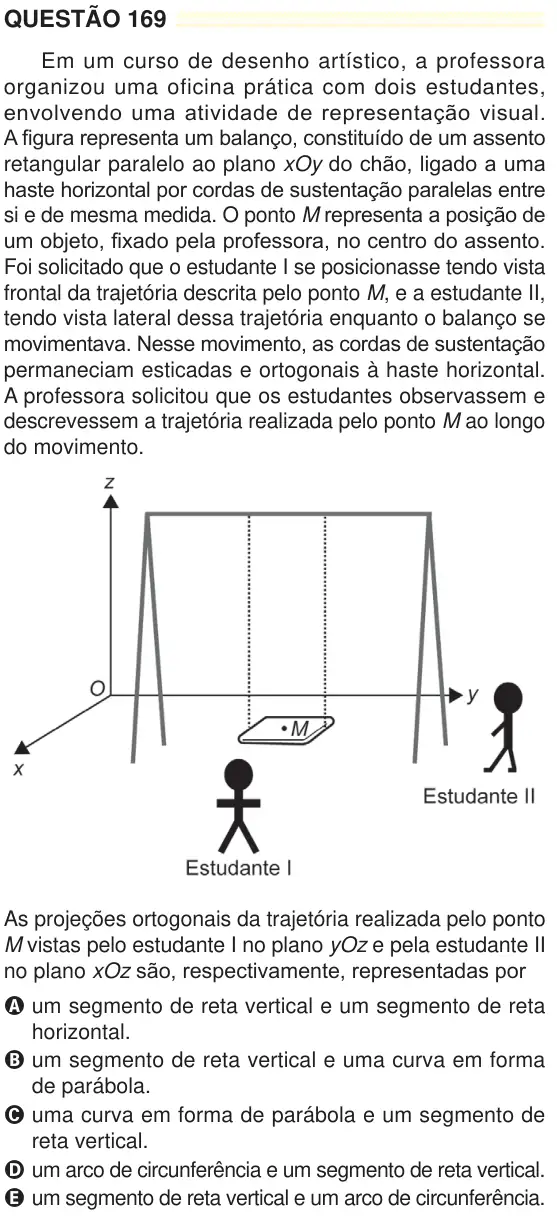 QUESTÃO 169
Em um curso de desenho artístico, a professora
organizou uma oficina prática com dois estudantes,
envolvendo uma atividade de representação visual.
A figura representa um balanço, constituído de um assento
retangular paralelo ao plano xOy do chão, ligado a uma
haste horizontal por cordas de sustentação paralelas entre
si e de mesma medida. O ponto M representa a posição de
um objeto, fixado pela professora, no centro do assento.
Foi solicitado que o estudante I se posicionasse tendo vista
frontal da trajetória descrita pelo ponto M, e a estudante II,
tendo vista lateral dessa trajetória enquanto o balanço se
movimentava. Nesse movimento, as cordas de sustentação
permaneciam esticadas e ortogonais à haste horizontal.
A professora solicitou que os estudantes observassem e
descrevessem a trajetória realizada pelo ponto M ao longo
do movimento.
z
O
y
M
x
Estudante II
Estudante I
As projeções ortogonais da trajetória realizada pelo ponto
M vistas pelo estudante I no plano yOz e pela estudante II
no plano xOz são, respectivamente, representadas por
A um segmento de reta vertical e um segmento de reta
horizontal.
B um segmento de reta vertical e uma curva em forma
de parábola.
C uma curva em forma de parábola e um segmento de
reta vertical.
D um arco de circunferência e um segmento de reta vertical.
E um segmento de reta vertical e um arco de circunferência.